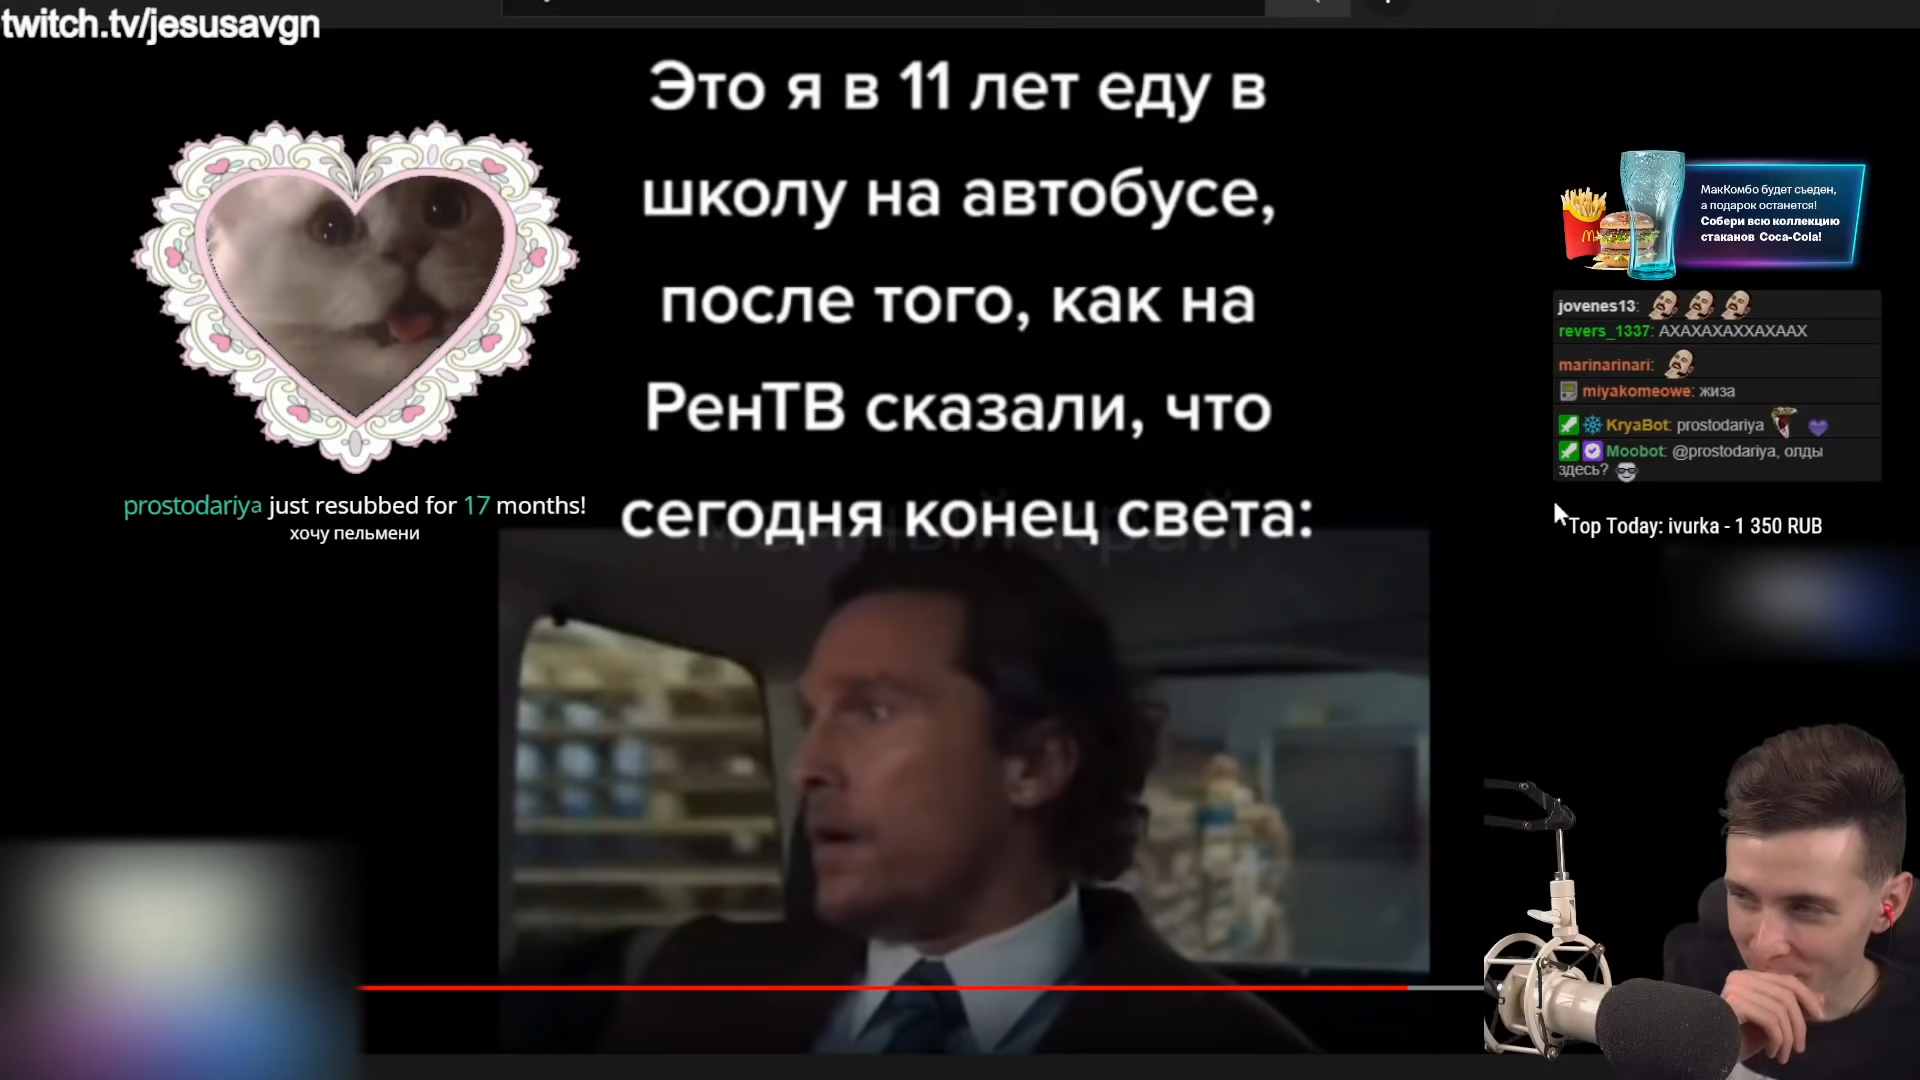 twitch.tv/jesusavgn
Это я в 11 лет еду в
школу на автобусе,
после того, как на
РенТВ сказали, что
сегодня конец света:
prostodariya just resubbed for 17 months!
хочу пельмени
МакКомбо будет съеден,
а подарок останется!
Собери всю коллекцию
стаканов Coca-Cola!
jovenes13:
revers_1337: АХАХАХАХХАХААХ
marinarinari:
miyakomeowe: жиза
KryaBot: prostodariya
Moobot: @prostodariya, олды
здесь?
Top Today: ivurka - 1 350 RUB